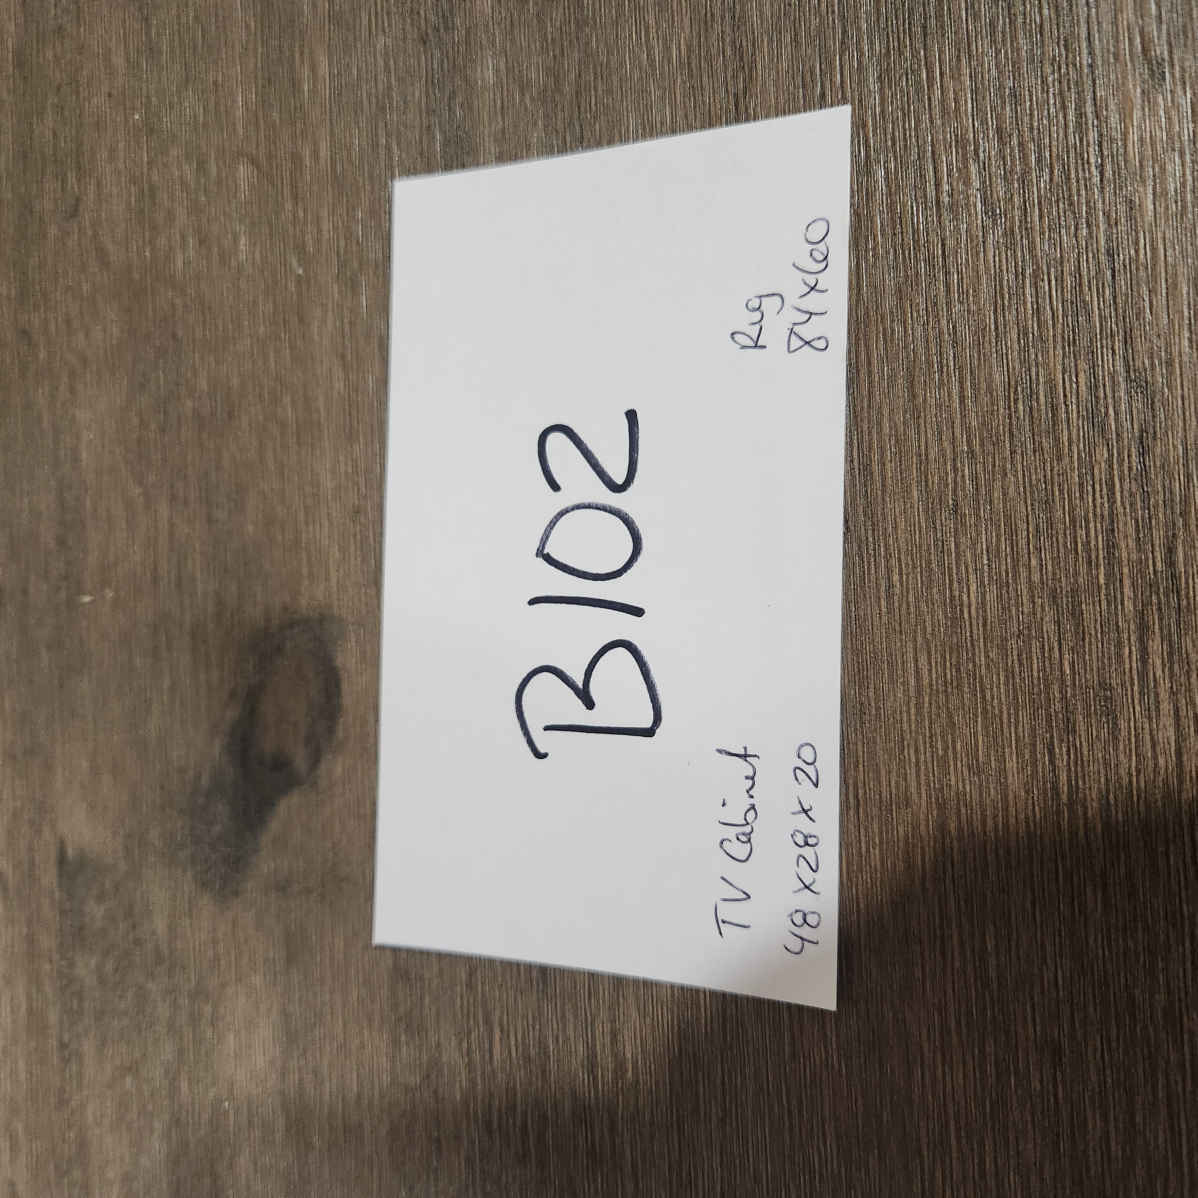 B102
TV Cabinet
48 x 28 x 20
Rug
84 x 60